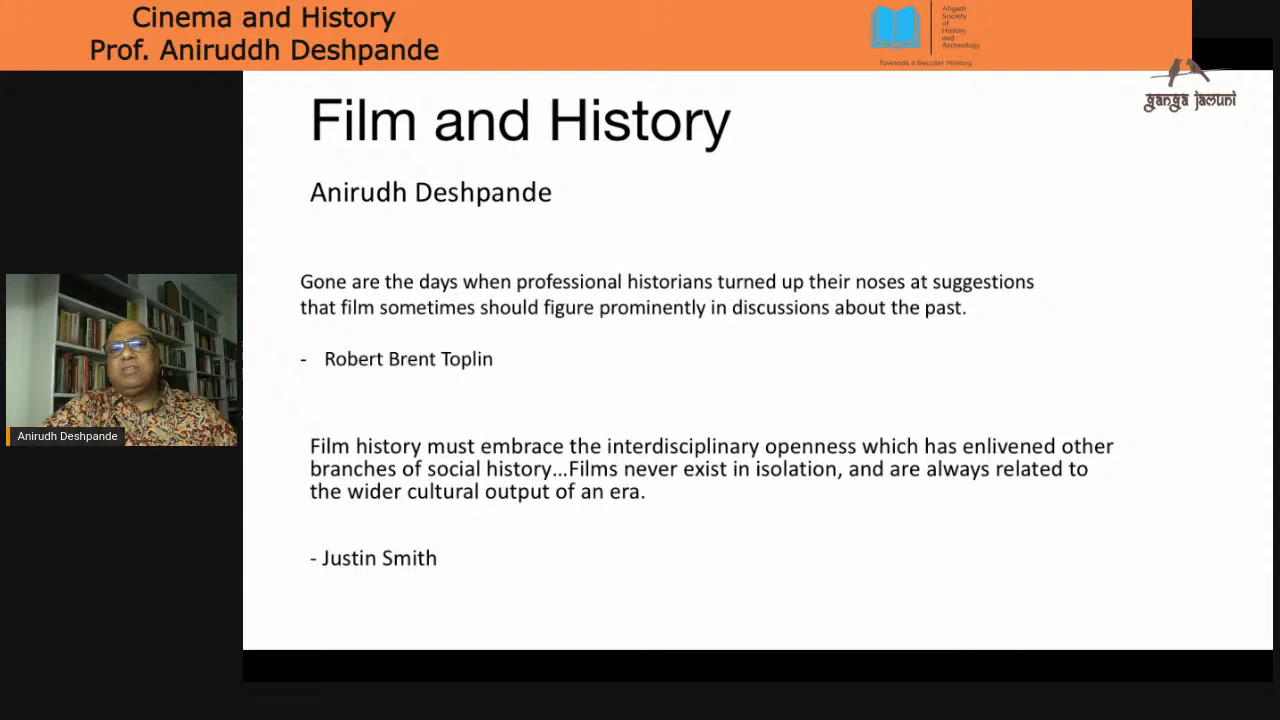 Cinema and History
Prof. Aniruddh Deshpande
Aligarh
Society
of
History
and
Archeology
Towards a Secular History
ganga jamuni
Film and History
Anirudh Deshpande
Gone are the days when professional historians turned up their noses at suggestions
that film sometimes should figure prominently in discussions about the past.
- Robert Brent Toplin
Film history must embrace the interdisciplinary openness which has enlivened other
branches of social history...Films never exist in isolation, and are always related to
the wider cultural output of an era.
- Justin Smith
Anirudh Deshpande